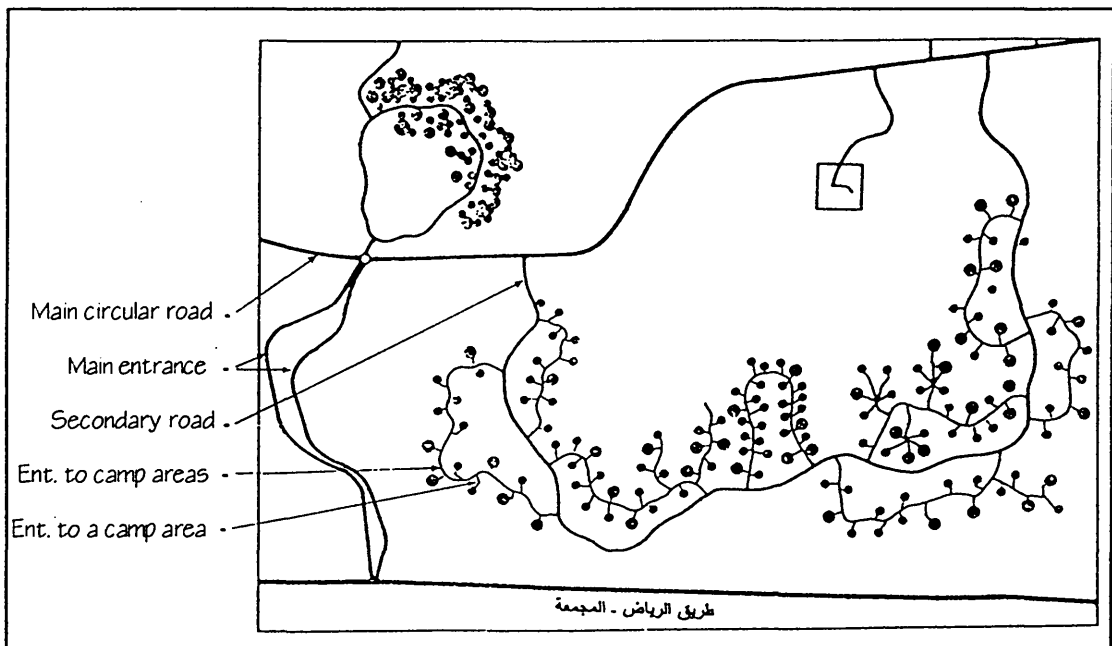 Main circular road
Main entrance
Secondary road
Ent. to camp areas
Ent. to a camp area
طريق الرياض - المجمعة